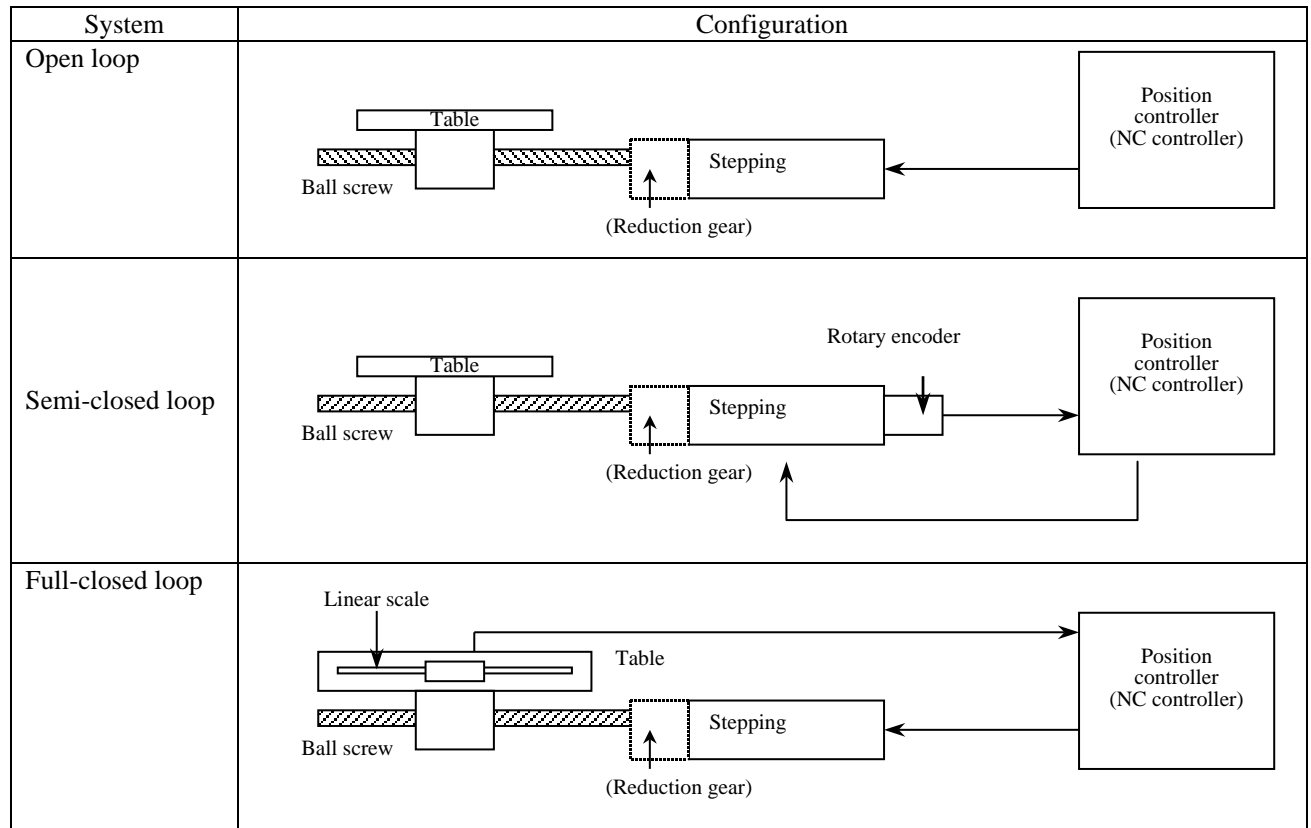 System
Configuration
Open loop
Table
Ball screw
Stepping
(Reduction gear)
Position
controller
(NC controller)
Semi-closed loop
Table
Ball screw
Stepping
(Reduction gear)
Rotary encoder
Position
controller
(NC controller)
Full-closed loop
Linear scale
Table
Ball screw
Stepping
(Reduction gear)
Position
controller
(NC controller)